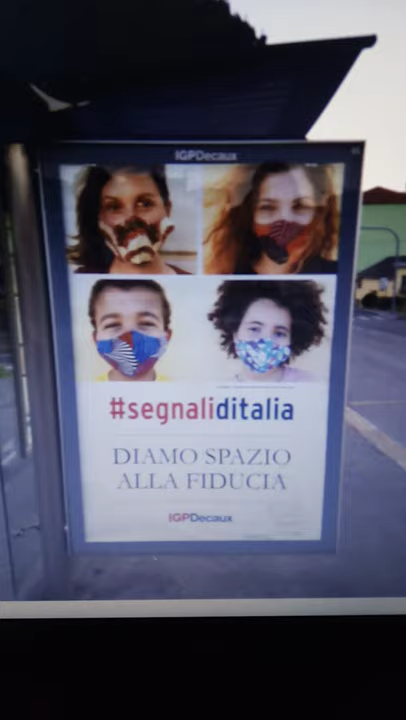 IGPDecaux
#segnaliditalia
DIAMO SPAZIO
ALLA FIDUCIA
IGPDecaux